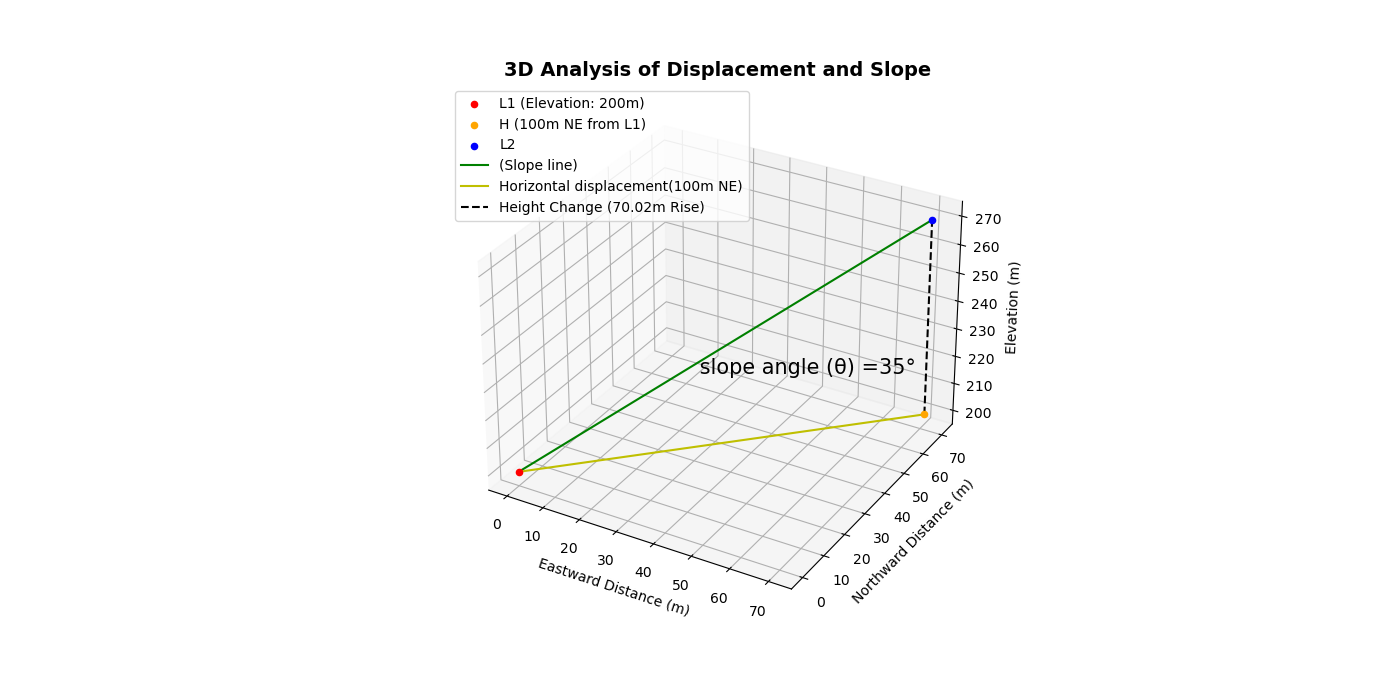 3D Analysis of Displacement and Slope
L1 (Elevation: 200m)
H (100m NE from L1)
L2
(Slope line)
Horizontal displacement(100m NE)
Height Change (70.02m Rise)
slope angle (θ) =35°
270
260
250
240
230
220
210
200
Elevation (m)
0
10
20
30
40
50
60
70
Eastward Distance (m)
0
10
20
30
40
50
60
70
Northward Distance (m)